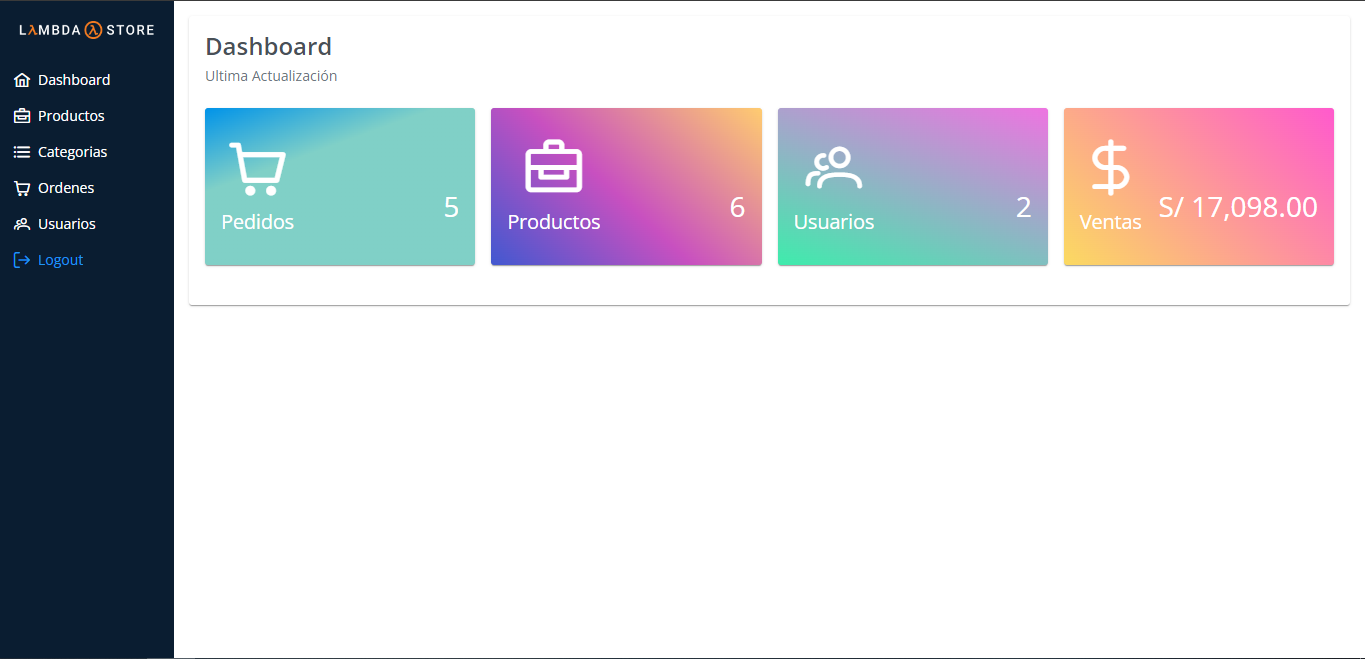 LλMBDA λ STORE
Dashboard
Productos
Categorias
Ordenes
Usuarios
Logout
Dashboard
Ultima Actualización
Pedidos
5
Productos
6
Usuarios
2
Ventas
S/ 17,098.00